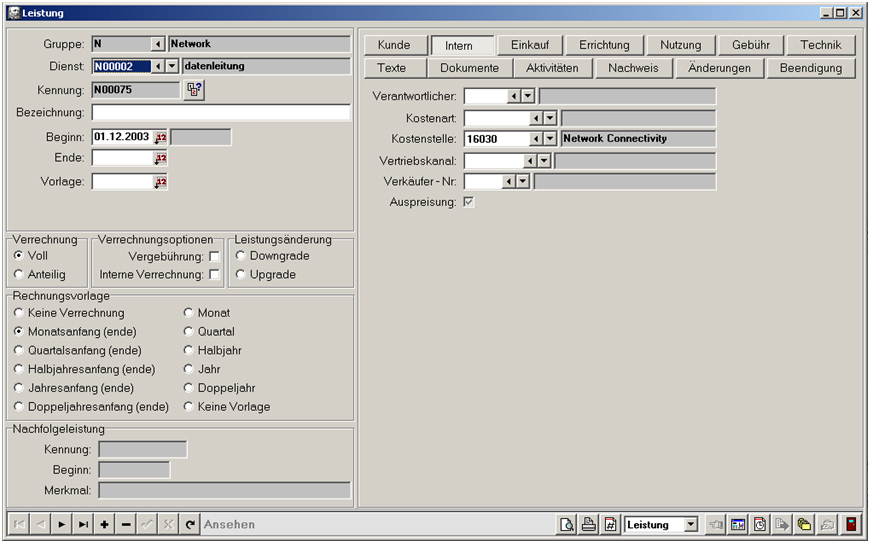 Leistung
Gruppe: N Network
Dienst: N00002 datenleitung
Kennung: N00075
Bezeichnung:
Beginn: 01.12.2003
Ende:
Vorlage:
Verrechnung
Voll
Anteilig
Verrechnungsoptionen
Vergebührung:
Interne Verrechnung:
Leistungsänderung
Downgrade
Upgrade
Rechnungsvorlage
Keine Verrechnung Monat
Monatsanfang (ende) Quartal
Quartalsanfang (ende) Halbjahr
Halbjahresanfang (ende) Jahr
Jahresanfang (ende) Doppeljahr
Doppeljahresanfang (ende) Keine Vorlage
Nachfolgeleistung
Kennung:
Beginn:
Merkmal:
Kunde Intern Einkauf Errichtung Nutzung Gebühr Technik
Texte Dokumente Aktivitäten Nachweis Änderungen Beendigung
Verantwortlicher:
Kostenart:
Kostenstelle: 16030 Network Connectivity
Vertriebskanal:
Verkäufer - Nr:
Auspreisung:
Ansehen
Leistung